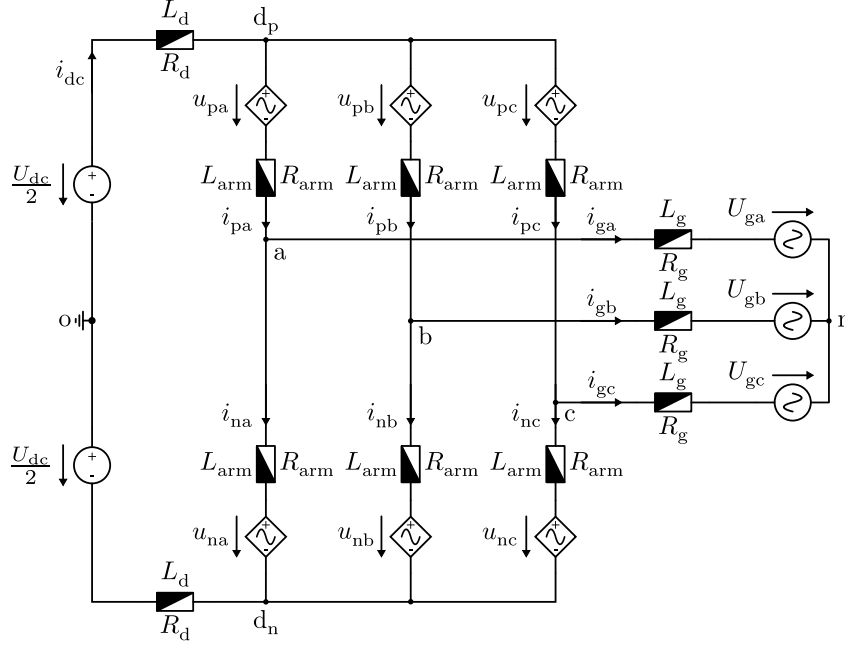 L_d d_p
R_d
i_dc
u_pa u_pb u_pc
U_dc/2
+
-
L_arm R_arm L_arm R_arm L_arm R_arm
i_pa i_pb i_pc i_ga L_g U_ga
a
R_g
o
i_gb L_g U_gb
b
R_g
i_gc L_g U_gc
c
R_g
i_na i_nb i_nc
U_dc/2
+
-
L_arm R_arm L_arm R_arm L_arm R_arm
u_na u_nb u_nc
L_d
R_d d_n